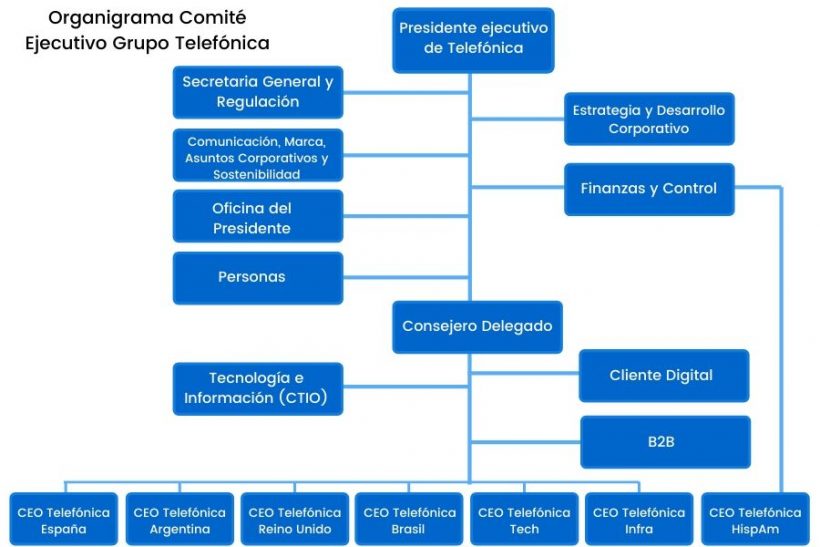 Organigrama Comité
Ejecutivo Grupo Telefónica
Presidente ejecutivo
de Telefónica
Secretaria General y
Regulación
Estrategia y Desarrollo
Corporativo
Comunicación, Marca,
Asuntos Corporativos y
Sostenibilidad
Finanzas y Control
Oficina del
Presidente
Personas
Consejero Delegado
Tecnología e
Información (CTIO)
Cliente Digital
B2B
CEO Telefónica
España
CEO Telefónica
Argentina
CEO Telefónica
Reino Unido
CEO Telefónica
Brasil
CEO Telefónica
Tech
CEO Telefónica
Infra
CEO Telefónica
HispAm